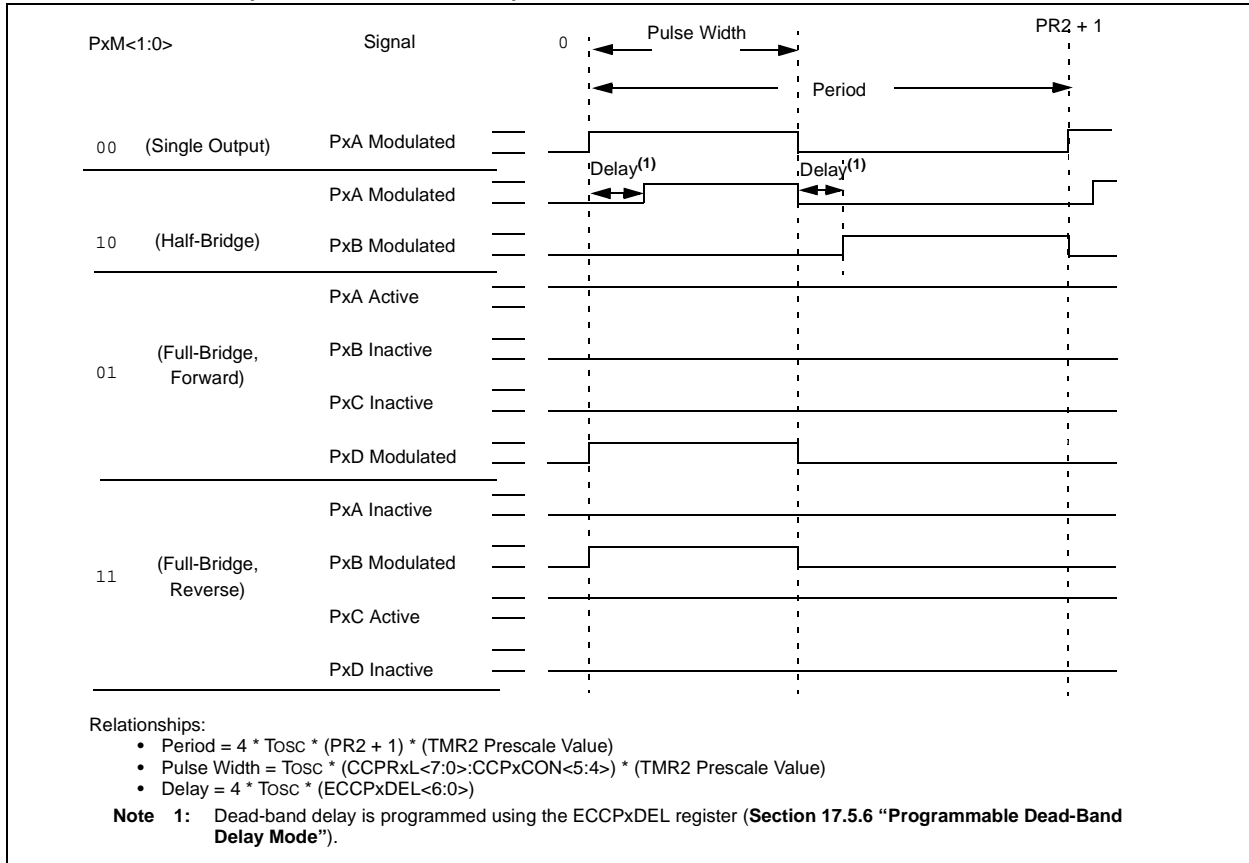 PxM<1:0>
Signal
0
Pulse Width
PR2 + 1
Period
00
(Single Output)
PxA Modulated
Delay(1)
Delay(1)
PxA Modulated
10
(Half-Bridge)
PxB Modulated
PxA Active
01
(Full-Bridge,
Forward)
PxB Inactive
PxC Inactive
PxD Modulated
PxA Inactive
11
(Full-Bridge,
Reverse)
PxB Modulated
PxC Active
PxD Inactive
Relationships:
• Period = 4 * TOSC * (PR2 + 1) * (TMR2 Prescale Value)
• Pulse Width = TOSC * (CCPRxL<7:0>:CCPxCON<5:4>) * (TMR2 Prescale Value)
• Delay = 4 * TOSC * (ECCPxDEL<6:0>)
Note 1: Dead-band delay is programmed using the ECCPxDEL register (Section 17.5.6 “Programmable Dead-Band
Delay Mode”).